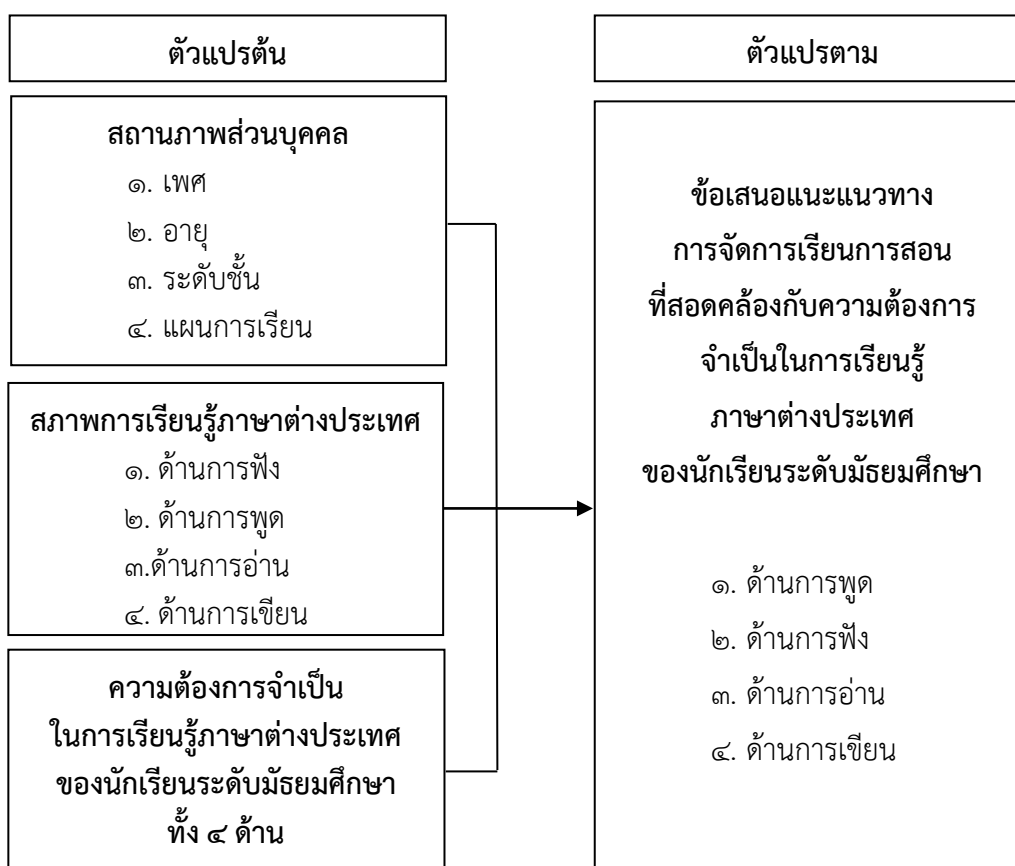 ตัวแปรต้น
สถานภาพส่วนบุคคล
๑. เพศ
๒. อายุ
๓. ระดับชั้น
๔. แผนการเรียน
สภาพการเรียนรู้ภาษาต่างประเทศ
๑. ด้านการฟัง
๒. ด้านการพูด
๓.ด้านการอ่าน
๔. ด้านการเขียน
ความต้องการจำเป็น
ในการเรียนรู้ภาษาต่างประเทศ
ของนักเรียนระดับมัธยมศึกษา
ทั้ง ๔ ด้าน
ตัวแปรตาม
ข้อเสนอแนะแนวทาง
การจัดการเรียนการสอน
ที่สอดคล้องกับความต้องการ
จำเป็นในการเรียนรู้
ภาษาต่างประเทศ
ของนักเรียนระดับมัธยมศึกษา
๑. ด้านการพูด
๒. ด้านการฟัง
๓. ด้านการอ่าน
๔. ด้านการเขียน